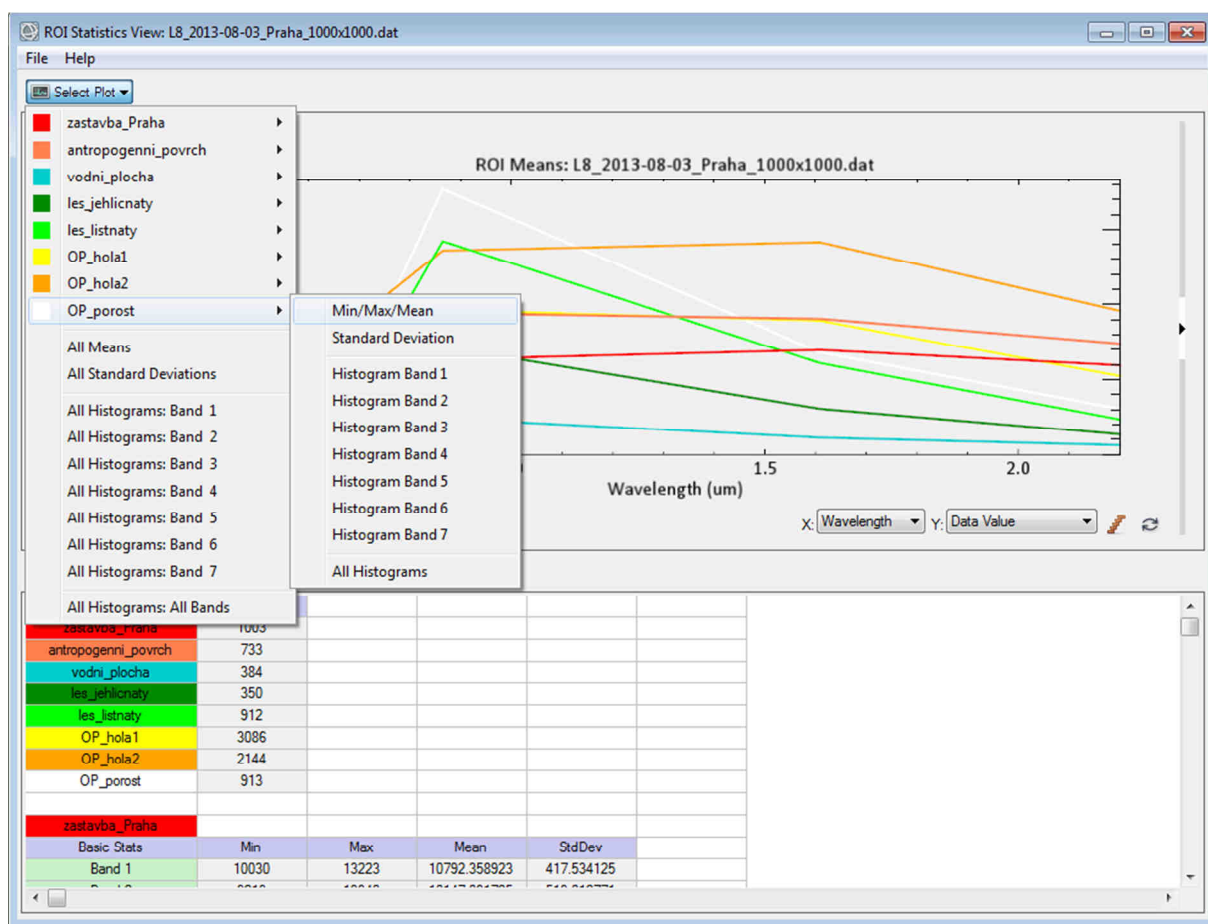 ROI Statistics View: L8_2013-08-03_Praha_1000x1000.dat
File Help
Select Plot
zastavba_Praha
antropogenni_povrch
vodni_plocha
les_jehlicnaty
les_listnaty
OP_hola1
OP_hola2
OP_porost
All Means
All Standard Deviations
All Histograms: Band 1
All Histograms: Band 2
All Histograms: Band 3
All Histograms: Band 4
All Histograms: Band 5
All Histograms: Band 6
All Histograms: Band 7
All Histograms: All Bands
Min/Max/Mean
Standard Deviation
Histogram Band 1
Histogram Band 2
Histogram Band 3
Histogram Band 4
Histogram Band 5
Histogram Band 6
Histogram Band 7
All Histograms
ROI Means: L8_2013-08-03_Praha_1000x1000.dat
1.5 2.0
Wavelength (um)
X: Wavelength Y: Data Value
zastavba_Praha 1003
antropogenni_povrch 733
vodni_plocha 384
les_jehlicnaty 350
les_listnaty 912
OP_hola1 3086
OP_hola2 2144
OP_porost 913
zastavba_Praha
Basic Stats Min Max Mean StdDev
Band 1 10030 13223 10792.358923 417.534125